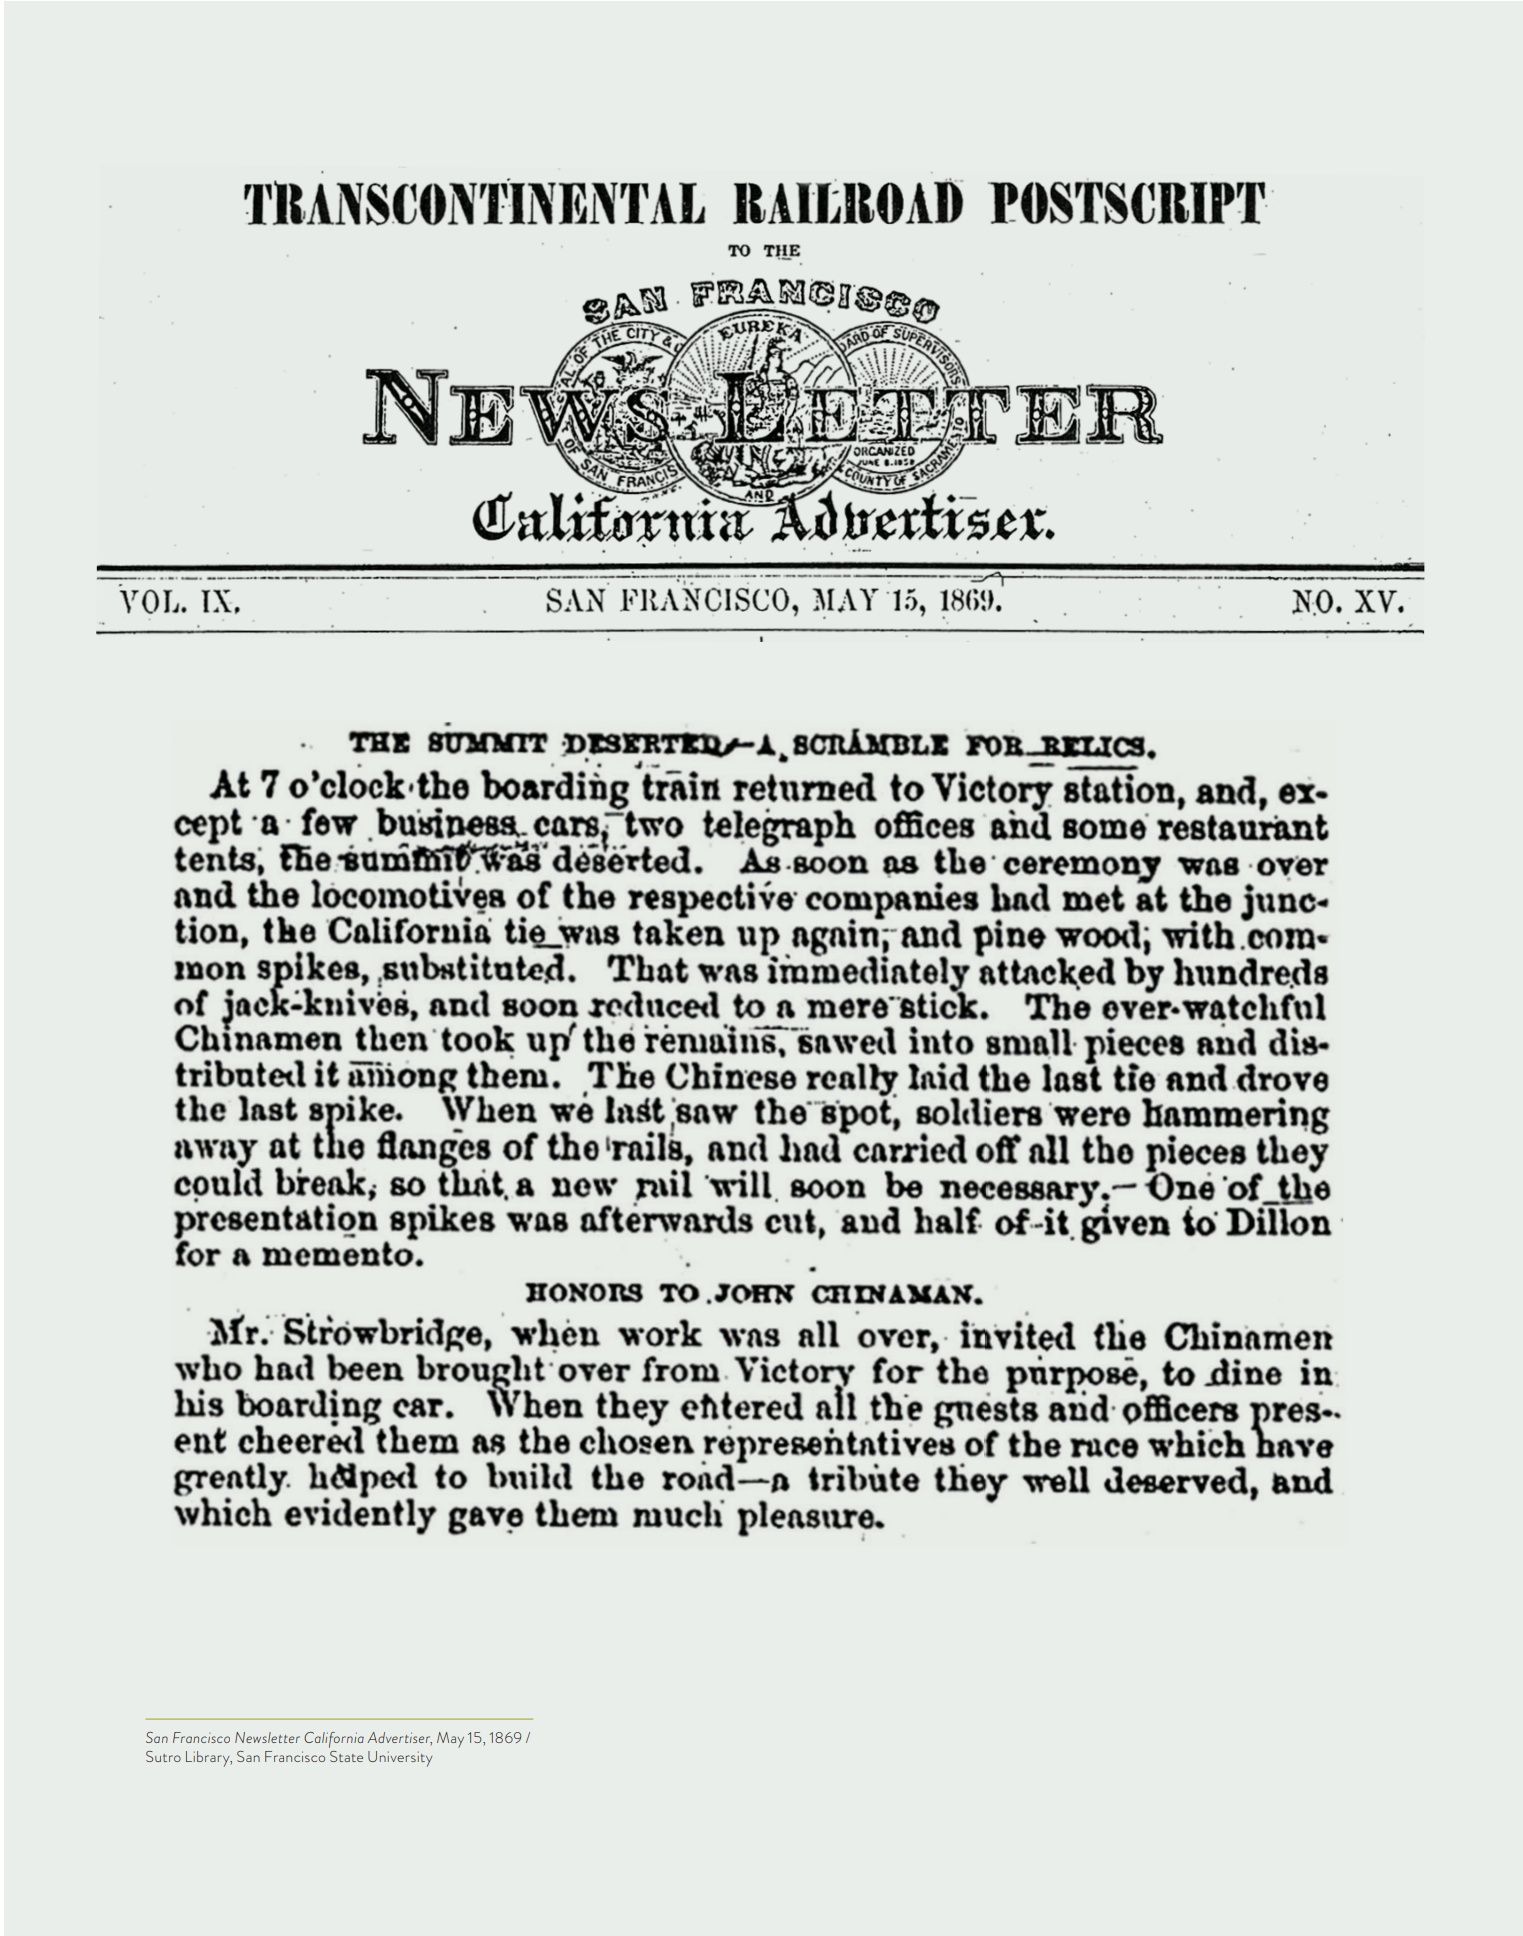 TRANSCONTINENTAL RAILROAD POSTSCRIPT
TO THE
SAN FRANCISCO
EUREKA
OF THE CITY &
ARD OF SUPERVISORS
NEWS LETTER
ORGANIZED
OF SAN FRANCIS
COUNTY OF SACRAMENTO
AND
California Advertiser.
VOL. IX. SAN FRANCISCO, MAY 15, 1869. NO. XV.
THE SUMMIT DESERTED—A SCRAMBLE FOR RELICS.
At 7 o'clock the boarding train returned to Victory station, and, ex-
cept a few business cars, two telegraph offices and some restaurant
tents, the summit was deserted. As soon as the ceremony was over
and the locomotives of the respective companies had met at the junc-
tion, the California tie was taken up again, and pine wood, with com-
mon spikes, substituted. That was immediately attacked by hundreds
of jack-knives, and soon reduced to a mere stick. The ever-watchful
Chinamen then took up the remains, sawed into small pieces and dis-
tributed it among them. The Chinese really laid the last tie and drove
the last spike. When we last saw the spot, soldiers were hammering
away at the flanges of the rails, and had carried off all the pieces they
could break, so that a new rail will soon be necessary.— One of the
presentation spikes was afterwards cut, and half of it given to Dillon
for a memento.
HONORS TO JOHN CHINAMAN.
Mr. Strowbridge, when work was all over, invited the Chinamen
who had been brought over from Victory for the purpose, to dine in
his boarding car. When they entered all the guests and officers pres-
ent cheered them as the chosen representatives of the race which have
greatly helped to build the road—a tribute they well deserved, and
which evidently gave them much pleasure.
San Francisco Newsletter California Advertiser, May 15, 1869 /
Sutro Library, San Francisco State University